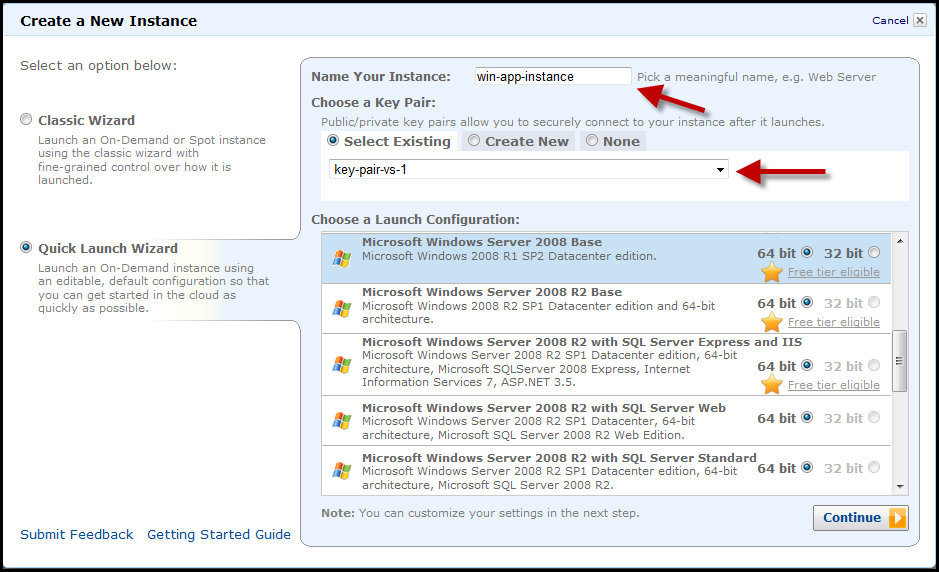 Create a New Instance
Cancel
Select an option below:
Classic Wizard
Launch an On-Demand or Spot instance
using the classic wizard with
fine-grained control over how it is
launched.
Quick Launch Wizard
Launch an On-Demand instance using
an editable, default configuration so that
you can get started in the cloud as
quickly as possible.
Submit Feedback Getting Started Guide
Name Your Instance: win-app-instance Pick a meaningful name, e.g. Web Server
Choose a Key Pair:
Public/private key pairs allow you to securely connect to your instance after it launches.
Select Existing Create New None
key-pair-vs-1
Choose a Launch Configuration:
Microsoft Windows Server 2008 Base
Microsoft Windows 2008 R1 SP2 Datacenter edition.
64 bit 32 bit
Free tier eligible
Microsoft Windows Server 2008 R2 Base
Microsoft Windows 2008 R2 SP1 Datacenter edition and 64-bit
architecture.
64 bit 32 bit
Free tier eligible
Microsoft Windows Server 2008 R2 with SQL Server Express and IIS
Microsoft Windows Server 2008 R2 SP1 Datacenter edition, 64-bit
architecture, Microsoft SQLServer 2008 Express, Internet
Information Services 7, ASP.NET 3.5.
64 bit 32 bit
Free tier eligible
Microsoft Windows Server 2008 R2 with SQL Server Web
Microsoft Windows Server 2008 R2 SP1 Datacenter, 64-bit
architecture, Microsoft SQL Server 2008 R2 Web Edition.
64 bit 32 bit
Microsoft Windows Server 2008 R2 with SQL Server Standard
Microsoft Windows Server 2008 R2 SP1 Datacenter edition, 64-bit
architecture, Microsoft SQL Server 2008 R2.
64 bit 32 bit
Note: You can customize your settings in the next step.
Continue